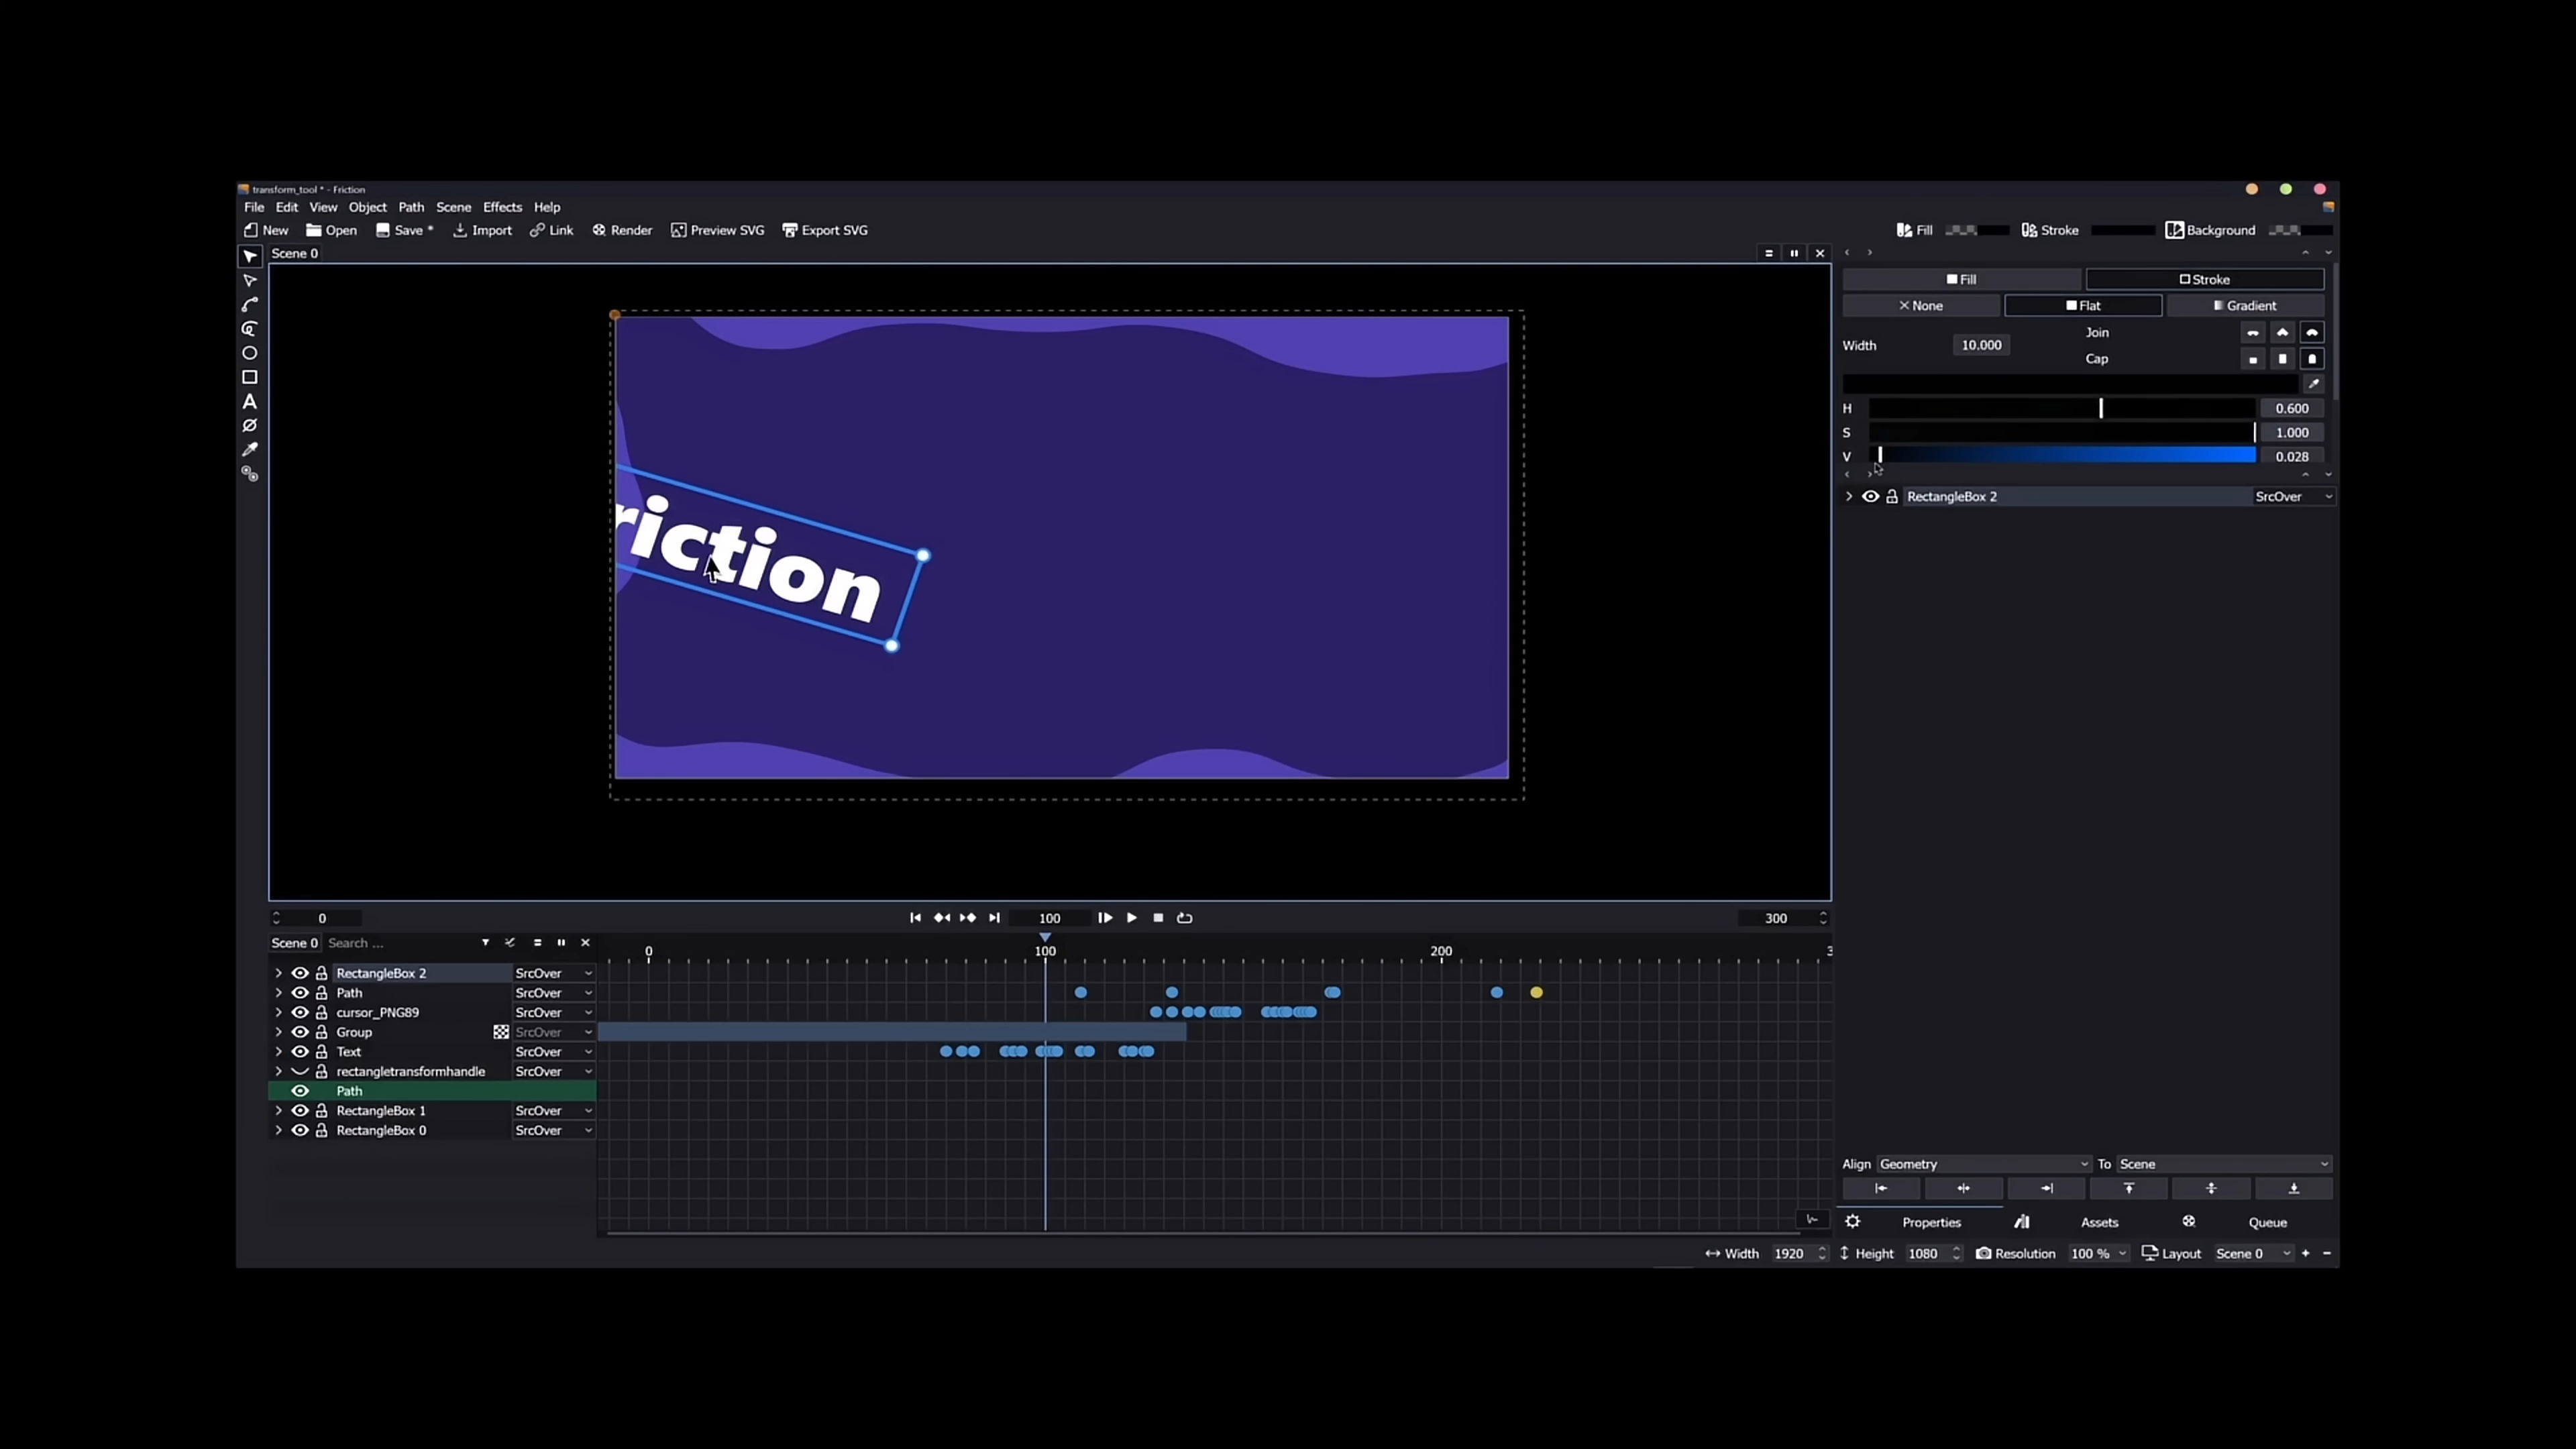 transform_tool * - Friction
File Edit View Object Path Scene Effects Help
New Open Save * Import Link Render Preview SVG Export SVG Fill Stroke Background
Scene 0
Fill Stroke
None Flat Gradient
riction
Width 10.000 Join
Cap
H 0.600
S 1.000
V 0.028
RectangleBox 2 SrcOver
0 100 300
Scene 0 Search ...
0 100 200 3
RectangleBox 2 SrcOver
Path SrcOver
cursor_PNG89 SrcOver
Group SrcOver
Text SrcOver
rectangletransformhandle SrcOver
Path
RectangleBox 1 SrcOver
RectangleBox 0 SrcOver
Align Geometry To Scene
Properties Assets Queue
Width 1920 Height 1080 Resolution 100 % Layout Scene 0 + −